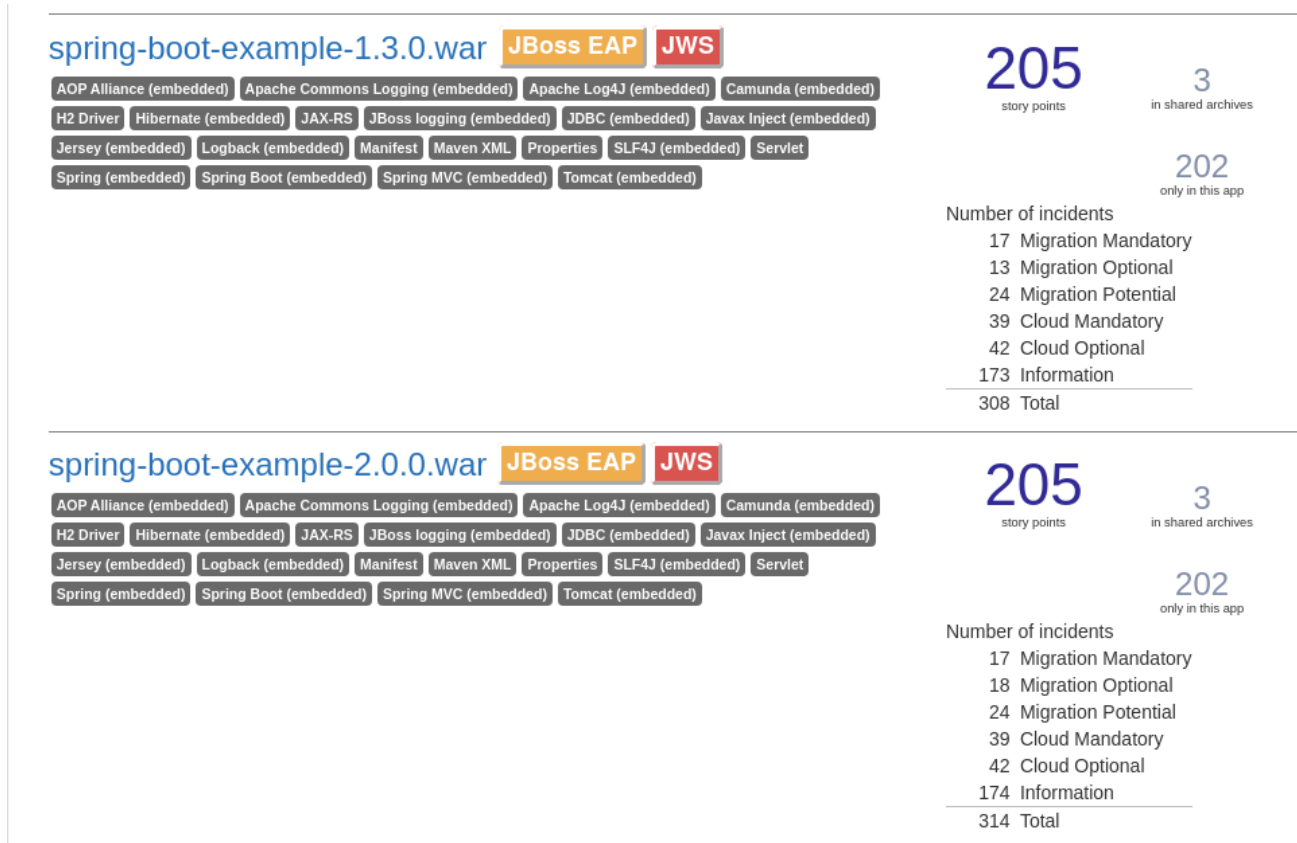 spring-boot-example-1.3.0.war JBoss EAP JWS
AOP Alliance (embedded) Apache Commons Logging (embedded) Apache Log4J (embedded) Camunda (embedded)
H2 Driver Hibernate (embedded) JAX-RS JBoss logging (embedded) JDBC (embedded) Javax Inject (embedded)
Jersey (embedded) Logback (embedded) Manifest Maven XML Properties SLF4J (embedded) Servlet
Spring (embedded) Spring Boot (embedded) Spring MVC (embedded) Tomcat (embedded)
205
story points
3
in shared archives
202
only in this app
Number of incidents
17 Migration Mandatory
13 Migration Optional
24 Migration Potential
39 Cloud Mandatory
42 Cloud Optional
173 Information
308 Total
spring-boot-example-2.0.0.war JBoss EAP JWS
AOP Alliance (embedded) Apache Commons Logging (embedded) Apache Log4J (embedded) Camunda (embedded)
H2 Driver Hibernate (embedded) JAX-RS JBoss logging (embedded) JDBC (embedded) Javax Inject (embedded)
Jersey (embedded) Logback (embedded) Manifest Maven XML Properties SLF4J (embedded) Servlet
Spring (embedded) Spring Boot (embedded) Spring MVC (embedded) Tomcat (embedded)
205
story points
3
in shared archives
202
only in this app
Number of incidents
17 Migration Mandatory
18 Migration Optional
24 Migration Potential
39 Cloud Mandatory
42 Cloud Optional
174 Information
314 Total